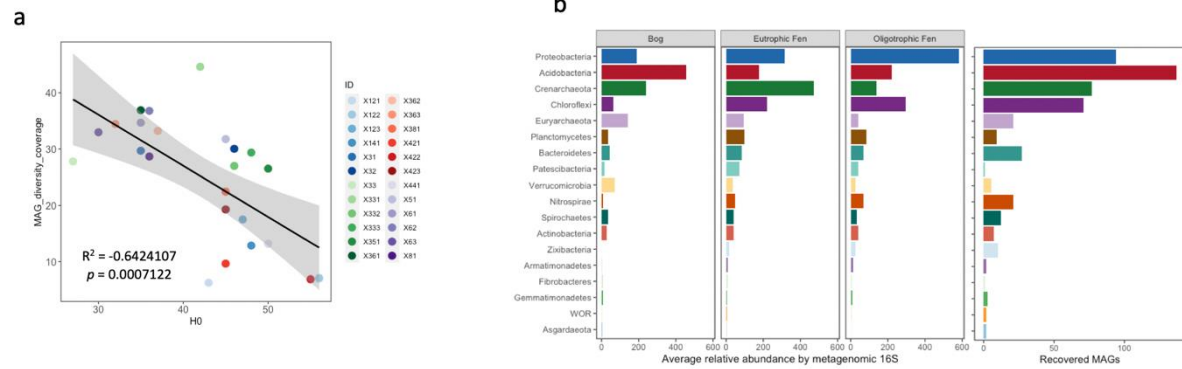 a
MAG_diversity_coverage
40
30
20
10
R² = -0.6424107
p = 0.0007122
30 40 50
H0
ID
X121 X362
X122 X363
X123 X381
X141 X421
X31 X422
X32 X423
X33 X441
X331 X51
X332 X61
X333 X62
X351 X63
X361 X81
b
Bog Eutrophic Fen Oligotrophic Fen
Proteobacteria
Acidobacteria
Crenarchaeota
Chloroflexi
Euryarchaeota
Planctomycetes
Bacteroidetes
Patescibacteria
Verrucomicrobia
Nitrospirae
Spirochaetes
Actinobacteria
Zixibacteria
Armatimonadetes
Fibrobacteres
Gemmatimonadetes
WOR
Asgardaeota
0 200 400 600 0 200 400 600 0 200 400 600 0 50 100
Average relative abundance by metagenomic 16S Recovered MAGs